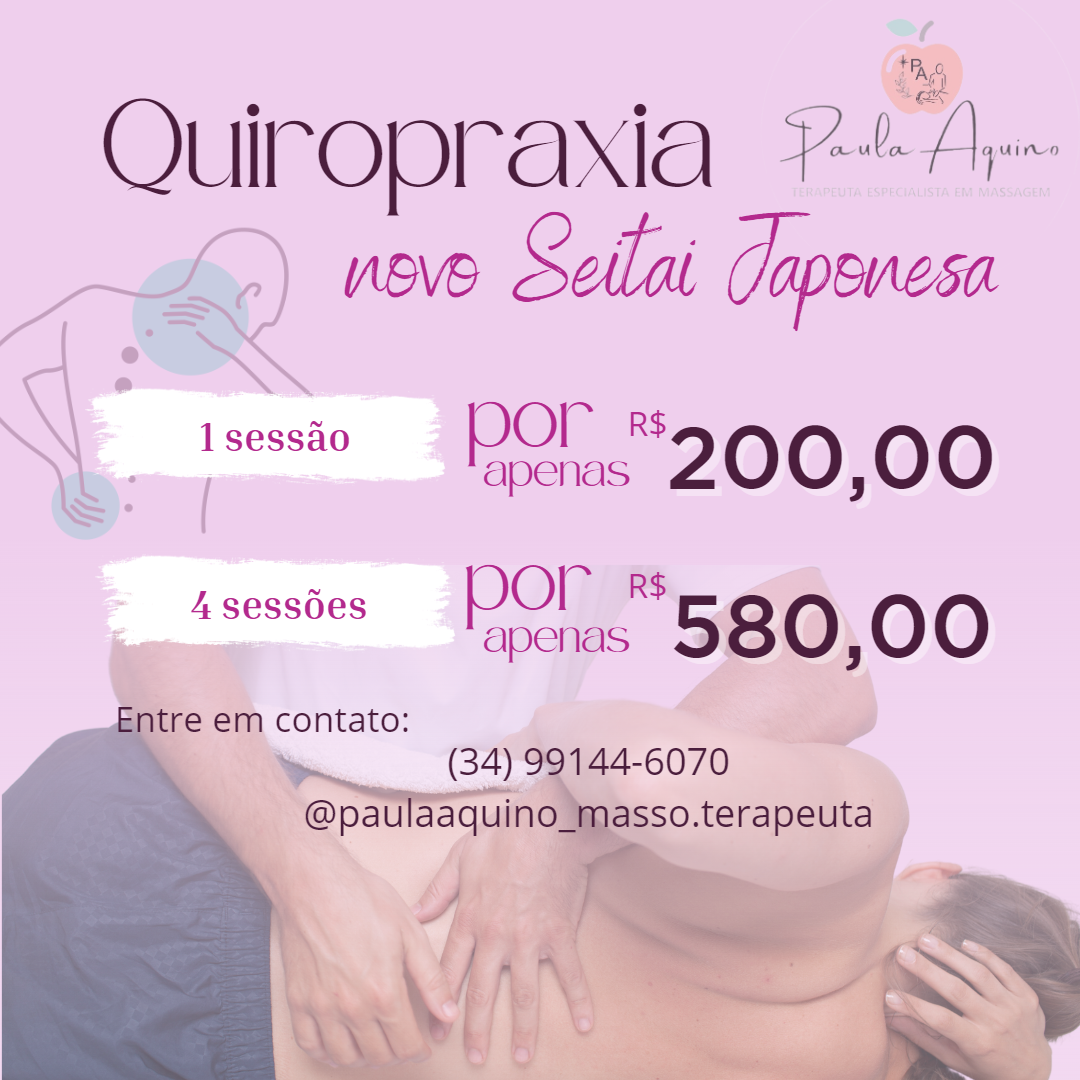 PA
Paula Aquino
TERAPEUTA ESPECIALISTA EM MASSAGEM
Quiropraxia
novo Seitai Japonesa
1 sessão
por apenas R$ 200,00
4 sessões
por apenas R$ 580,00
Entre em contato:
(34) 99144-6070
@paulaaquino_masso.terapeuta